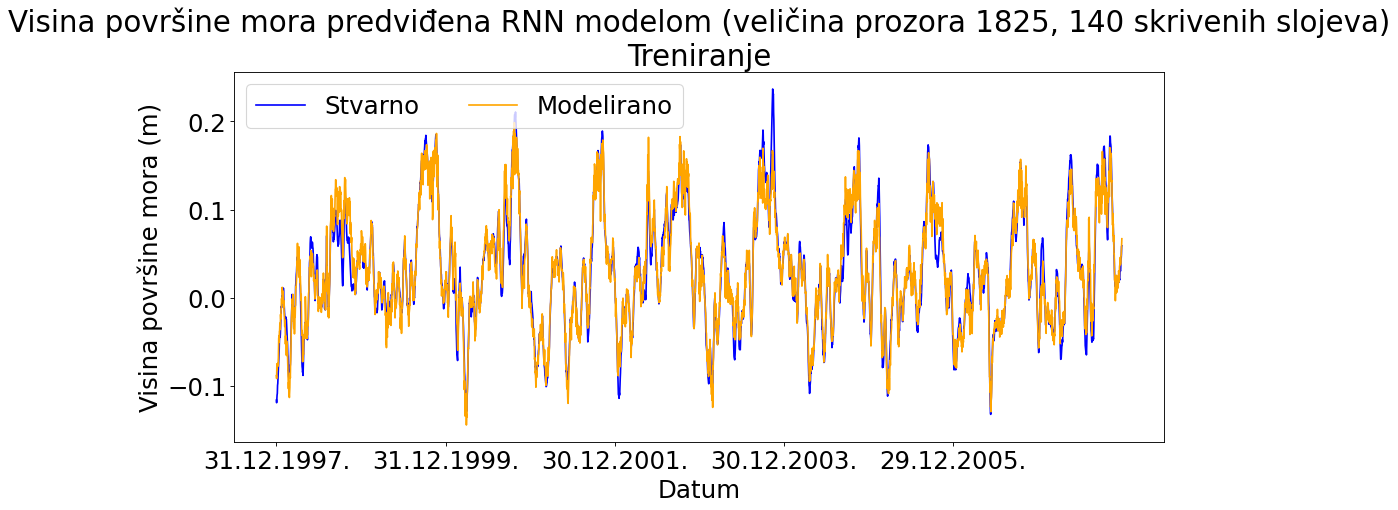 Visina površine mora predviđena RNN modelom (veličina prozora 1825, 140 skrivenih slojeva)
Treniranje
Stvarno Modelirano
Visina površine mora (m)
0.2
0.1
0.0
−0.1
31.12.1997. 31.12.1999. 30.12.2001. 30.12.2003. 29.12.2005.
Datum